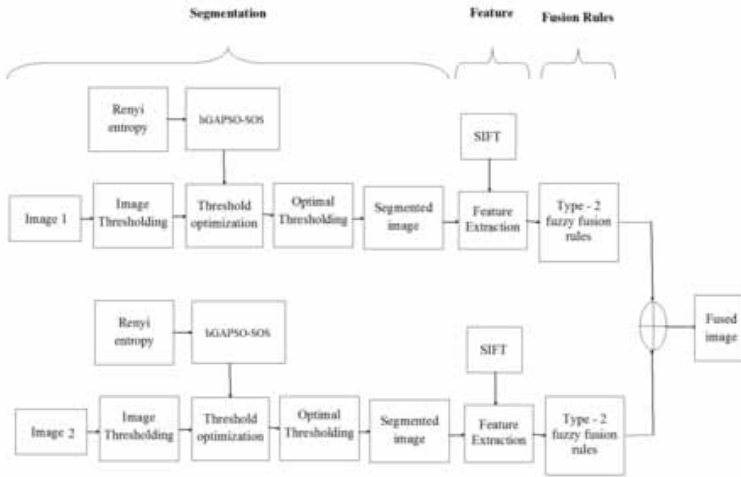 Segmentation
Feature
Fusion Rules
Renyi
entropy
hGAPSO-SOS
SIFT
Image 1
Image
Thresholding
Threshold
optimization
Optimal
Thresholding
Segmented
image
Feature
Extraction
Type - 2
fuzzy fusion
rules
Fused
image
Renyi
entropy
hGAPSO-SOS
SIFT
Image 2
Image
Thresholding
Threshold
optimization
Optimal
Thresholding
Segmented
image
Feature
Extraction
Type - 2
fuzzy fusion
rules